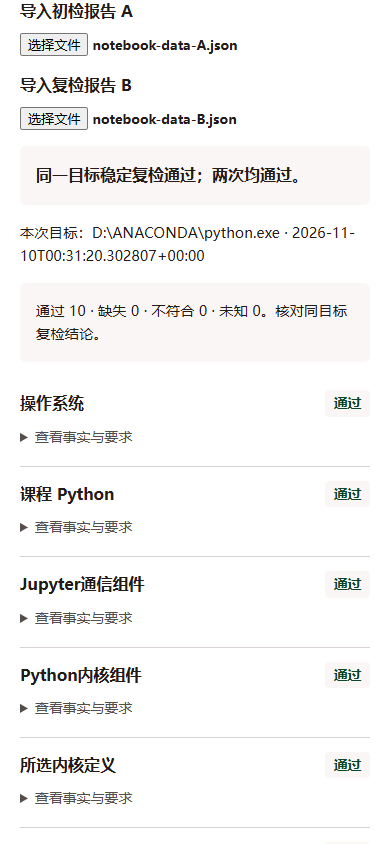 导入初检报告 A
选择文件 notebook-data-A.json
导入复检报告 B
选择文件 notebook-data-B.json
同一目标稳定复检通过；两次均通过。
本次目标：D:\ANACONDA\python.exe · 2026-11-
10T00:31:20.302807+00:00
通过 10 · 缺失 0 · 不符合 0 · 未知 0。核对同目标
复检结论。
操作系统 通过
▶ 查看事实与要求
课程 Python 通过
▶ 查看事实与要求
Jupyter通信组件 通过
▶ 查看事实与要求
Python内核组件 通过
▶ 查看事实与要求
所选内核定义 通过
▶ 查看事实与要求